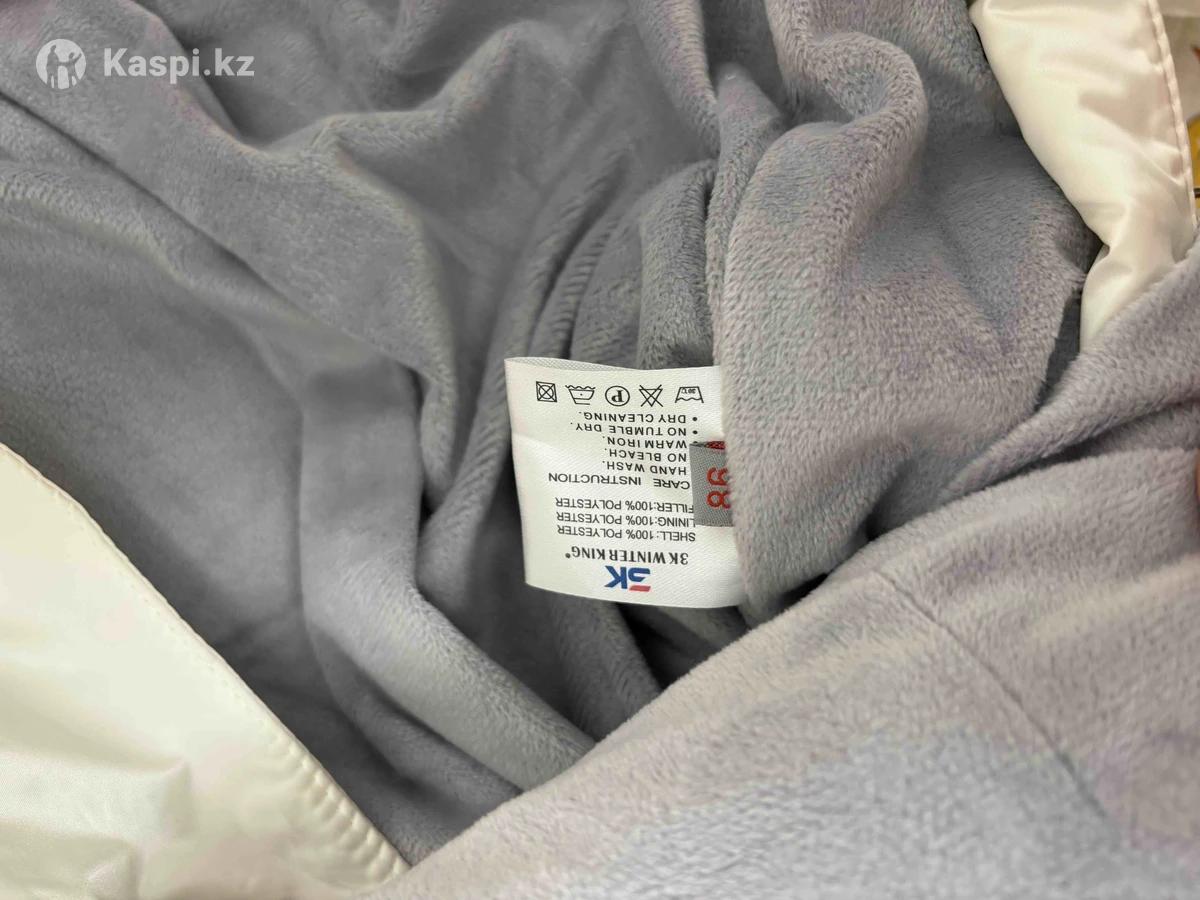 Kaspi.kz
3K
3K WINTER KING®
SHELL:100% POLYESTER
LINING:100% POLYESTER
FILLER:100% POLYESTER
CARE INSTRUCTION
HAND WASH.
NO BLEACH.
• WARM IRON.
• NO TUMBLE DRY.
• DRY CLEANING.
30°C P